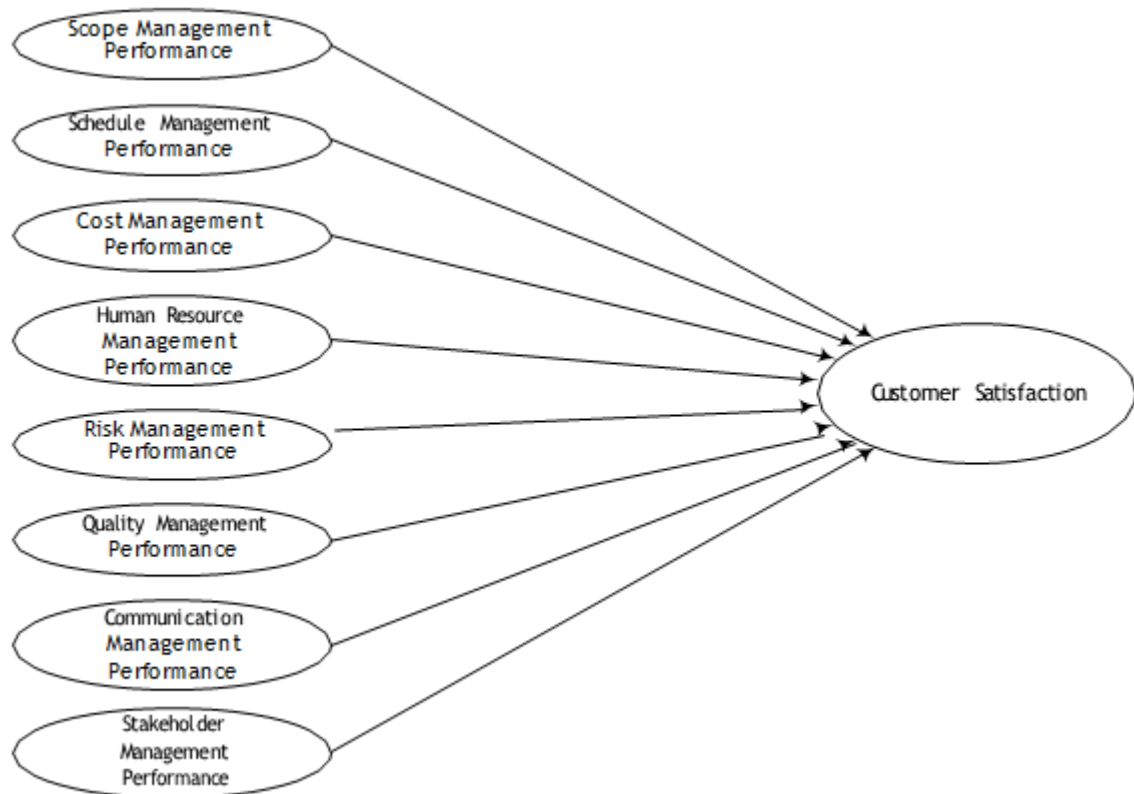 Scope Management
Performance
Schedule Management
Performance
Cost Management
Performance
Human Resource
Management
Performance
Risk Management
Performance
Quality Management
Performance
Communication
Management
Performance
Stakeholder
Management
Performance
Customer Satisfaction